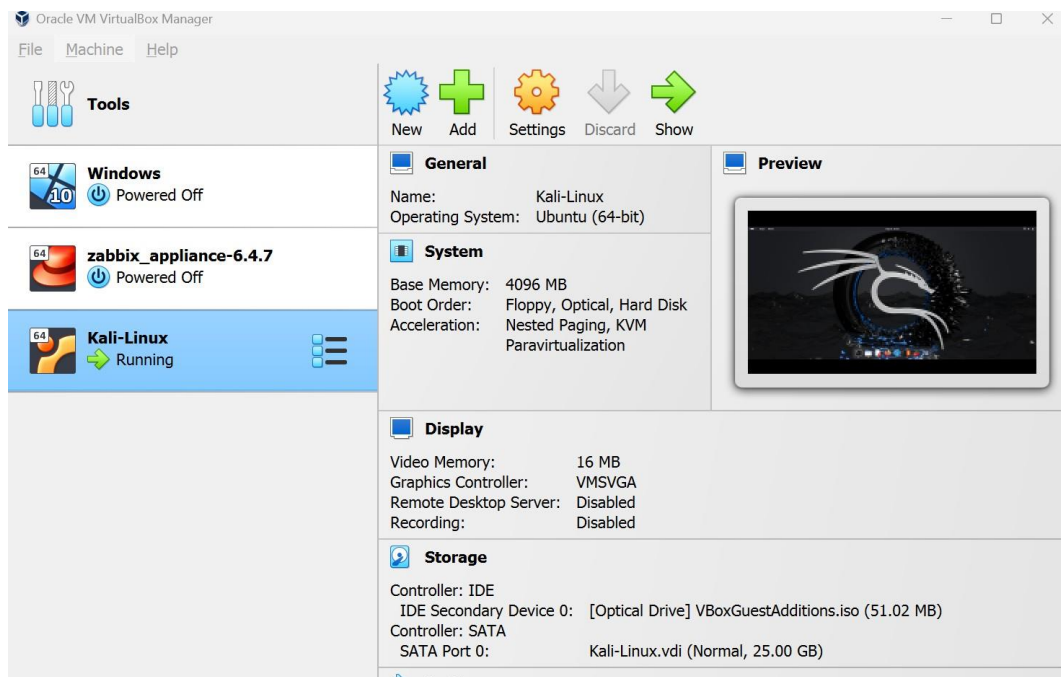 Oracle VM VirtualBox Manager
File Machine Help
Tools
New Add Settings Discard Show
64
10
Windows
Powered Off
64
zabbix_appliance-6.4.7
Powered Off
64
Kali-Linux
Running
General
Name: Kali-Linux
Operating System: Ubuntu (64-bit)
System
Base Memory: 4096 MB
Boot Order: Floppy, Optical, Hard Disk
Acceleration: Nested Paging, KVM
Paravirtualization
Preview
Display
Video Memory: 16 MB
Graphics Controller: VMSVGA
Remote Desktop Server: Disabled
Recording: Disabled
Storage
Controller: IDE
IDE Secondary Device 0: [Optical Drive] VBoxGuestAdditions.iso (51.02 MB)
Controller: SATA
SATA Port 0: Kali-Linux.vdi (Normal, 25.00 GB)